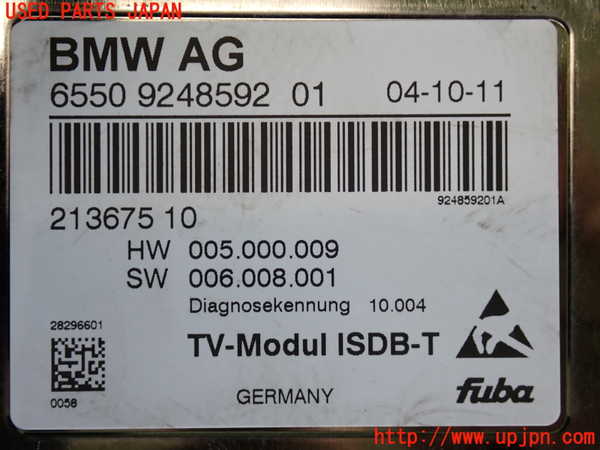 USED PARTS JAPAN
BMW AG
6550 9248592 01 04-10-11
924859201A
213675 10
HW 005.000.009
SW 006.008.001
Diagnosekennung 10.004
28296601
TV-Modul ISDB-T
0058
GERMANY
fuba
http://www.upjpn.com